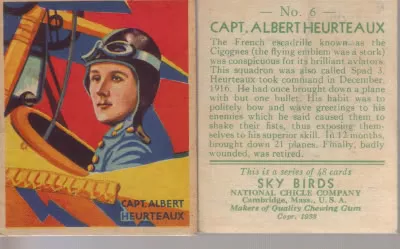 CAPT. ALBERT
HEURTEAUX
— No. 6 —
CAPT. ALBERT HEURTEAUX
The French escadrille known as the
Cigognes (the flying emblem was a stork)
was conspicuous for its brilliant aviators.
This squadron was also called Spad 3.
Heurteaux took command in December,
1916. He had once brought down a plane
with but one bullet. His habit was to
politely bow and wave greetings to his
enemies which he said caused them to
shake their fists, thus exposing them-
selves to his superior skill. In 12 months,
brought down 21 planes. Finally, badly
wounded, was retired.
This is a series of 48 cards
SKY BIRDS
NATIONAL CHICLE COMPANY
Cambridge, Mass., U. S. A.
Makers of Quality Chewing Gum
Copr. 1933